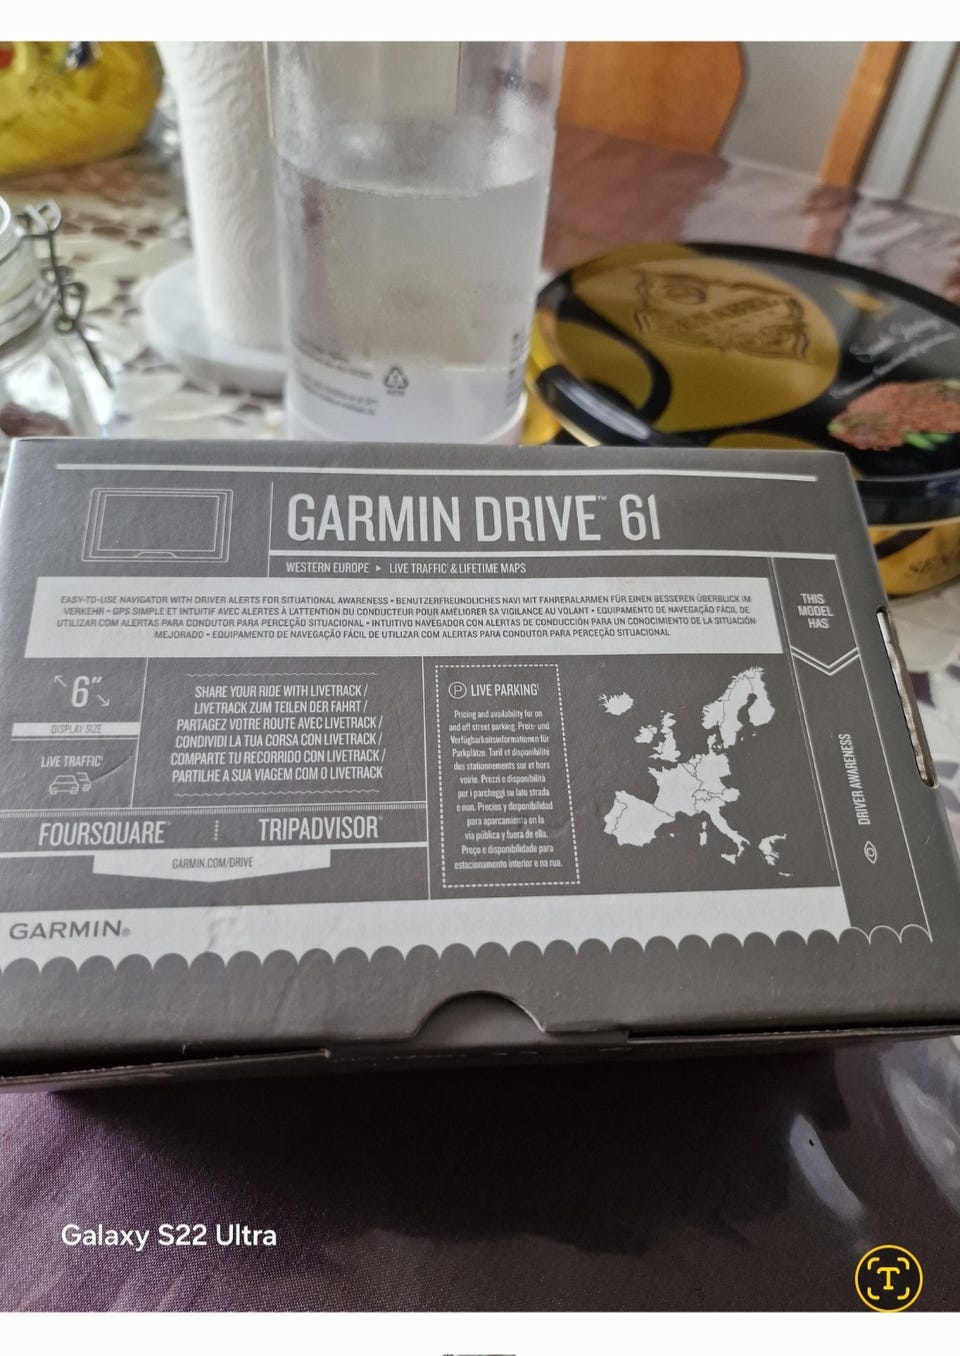 GARMIN DRIVE™ 61
WESTERN EUROPE ▸ LIVE TRAFFIC & LIFETIME MAPS
EASY-TO-USE NAVIGATOR WITH DRIVER ALERTS FOR SITUATIONAL AWARENESS • BENUTZERFREUNDLICHES NAVI MIT FAHRERALARMEN FÜR EINEN BESSEREN ÜBERBLICK IM
VERKEHR • GPS SIMPLE ET INTUITIF AVEC ALERTES À L'ATTENTION DU CONDUCTEUR POUR AMÉLIORER SA VIGILANCE AU VOLANT • EQUIPAMENTO DE NAVEGAÇÃO FÁCIL DE
UTILIZAR COM ALERTAS PARA CONDUTOR PARA PERCEÇÃO SITUACIONAL • INTUITIVO NAVEGADOR CON ALERTAS DE CONDUCCIÓN PARA UN CONOCIMIENTO DE LA SITUACIÓN
MEJORADO • EQUIPAMENTO DE NAVEGAÇÃO FÁCIL DE UTILIZAR COM ALERTAS PARA CONDUTOR PARA PERCEÇÃO SITUACIONAL
THIS
MODEL
HAS
6"
DISPLAY SIZE
LIVE TRAFFIC
SHARE YOUR RIDE WITH LIVETRACK /
LIVETRACK ZUM TEILEN DER FAHRT /
PARTAGEZ VOTRE ROUTE AVEC LIVETRACK /
CONDIVIDI LA TUA CORSA CON LIVETRACK /
COMPARTE TU RECORRIDO CON LIVETRACK /
PARTILHE A SUA VIAGEM COM O LIVETRACK
P LIVE PARKING
Pricing and availability for on
and off street parking. Preis- und
Verfügbarkeitsinformationen für
Parkplätze. Tarif et disponibilité
des stationnements sur et hors
voirie. Prezzi e disponibilità
per i parcheggi su lato strada
e non. Precios y disponibilidad
para aparcamiento en la
vía pública y fuera de ella.
Preço e disponibilidade para
estacionamento interior e na rua.
DRIVER AWARENESS
FOURSQUARE
TRIPADVISOR®
GARMIN.COM/DRIVE
GARMIN®
Galaxy S22 Ultra
T